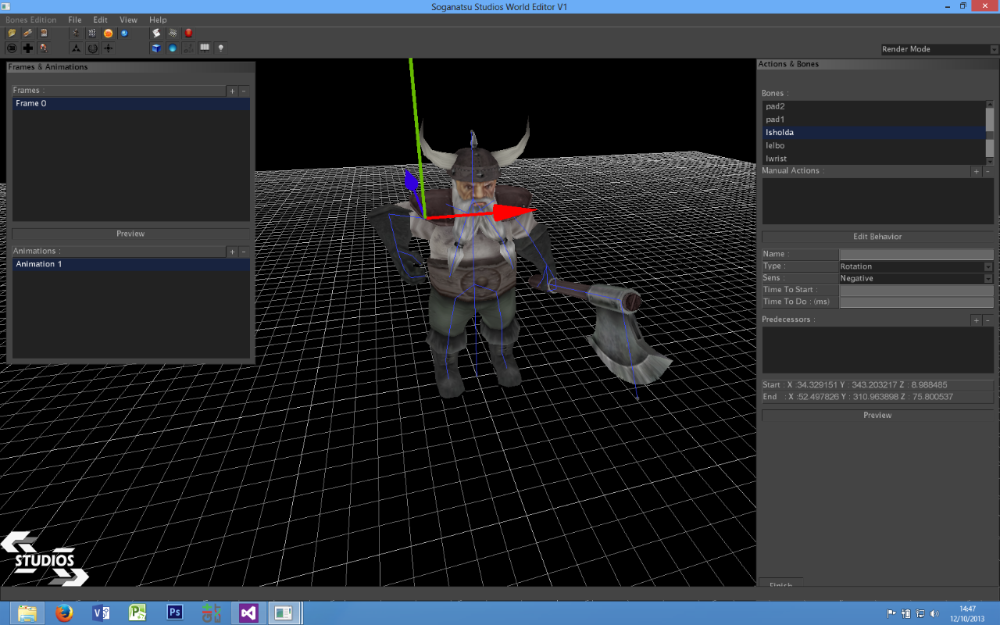 Soganatsu Studios World Editor V1
Bones Edition File Edit View Help
Render Mode
Frames & Animations
Frames :
+ -
Frame 0
Preview
Animations :
+ -
Animation 1
Actions & Bones
Bones :
pad2
pad1
lsholda
lelbo
lwrist
Manual Actions :
+ -
Edit Behavior
Name :
Type : Rotation
Sens : Negative
Time To Start :
Time To Do : (ms)
Predecessors :
+ -
Start : X :34.329151 Y : 343.203217 Z : 8.988485
End : X :52.497826 Y : 310.963898 Z : 75.800537
Preview
Finish
STUDIOS
Ps
14:47
12/10/2013